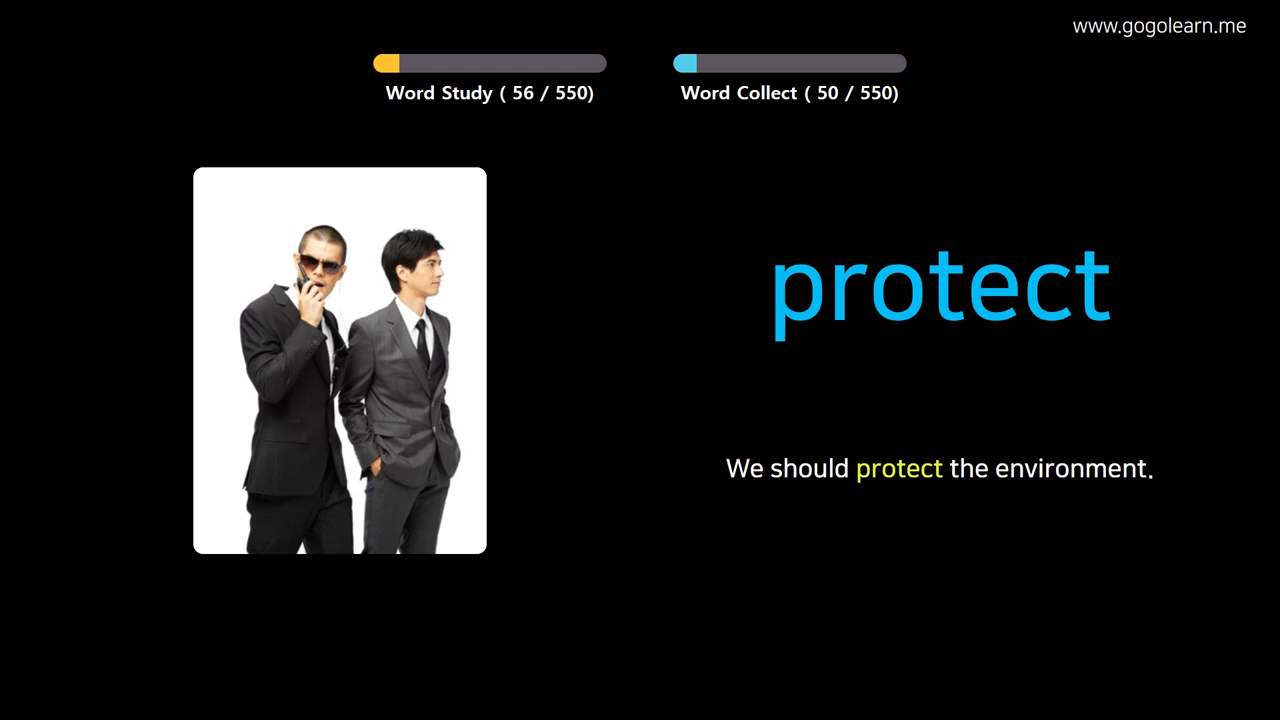 www.gogolearn.me
Word Study ( 56 / 550)
Word Collect ( 50 / 550)
protect
We should protect the environment.